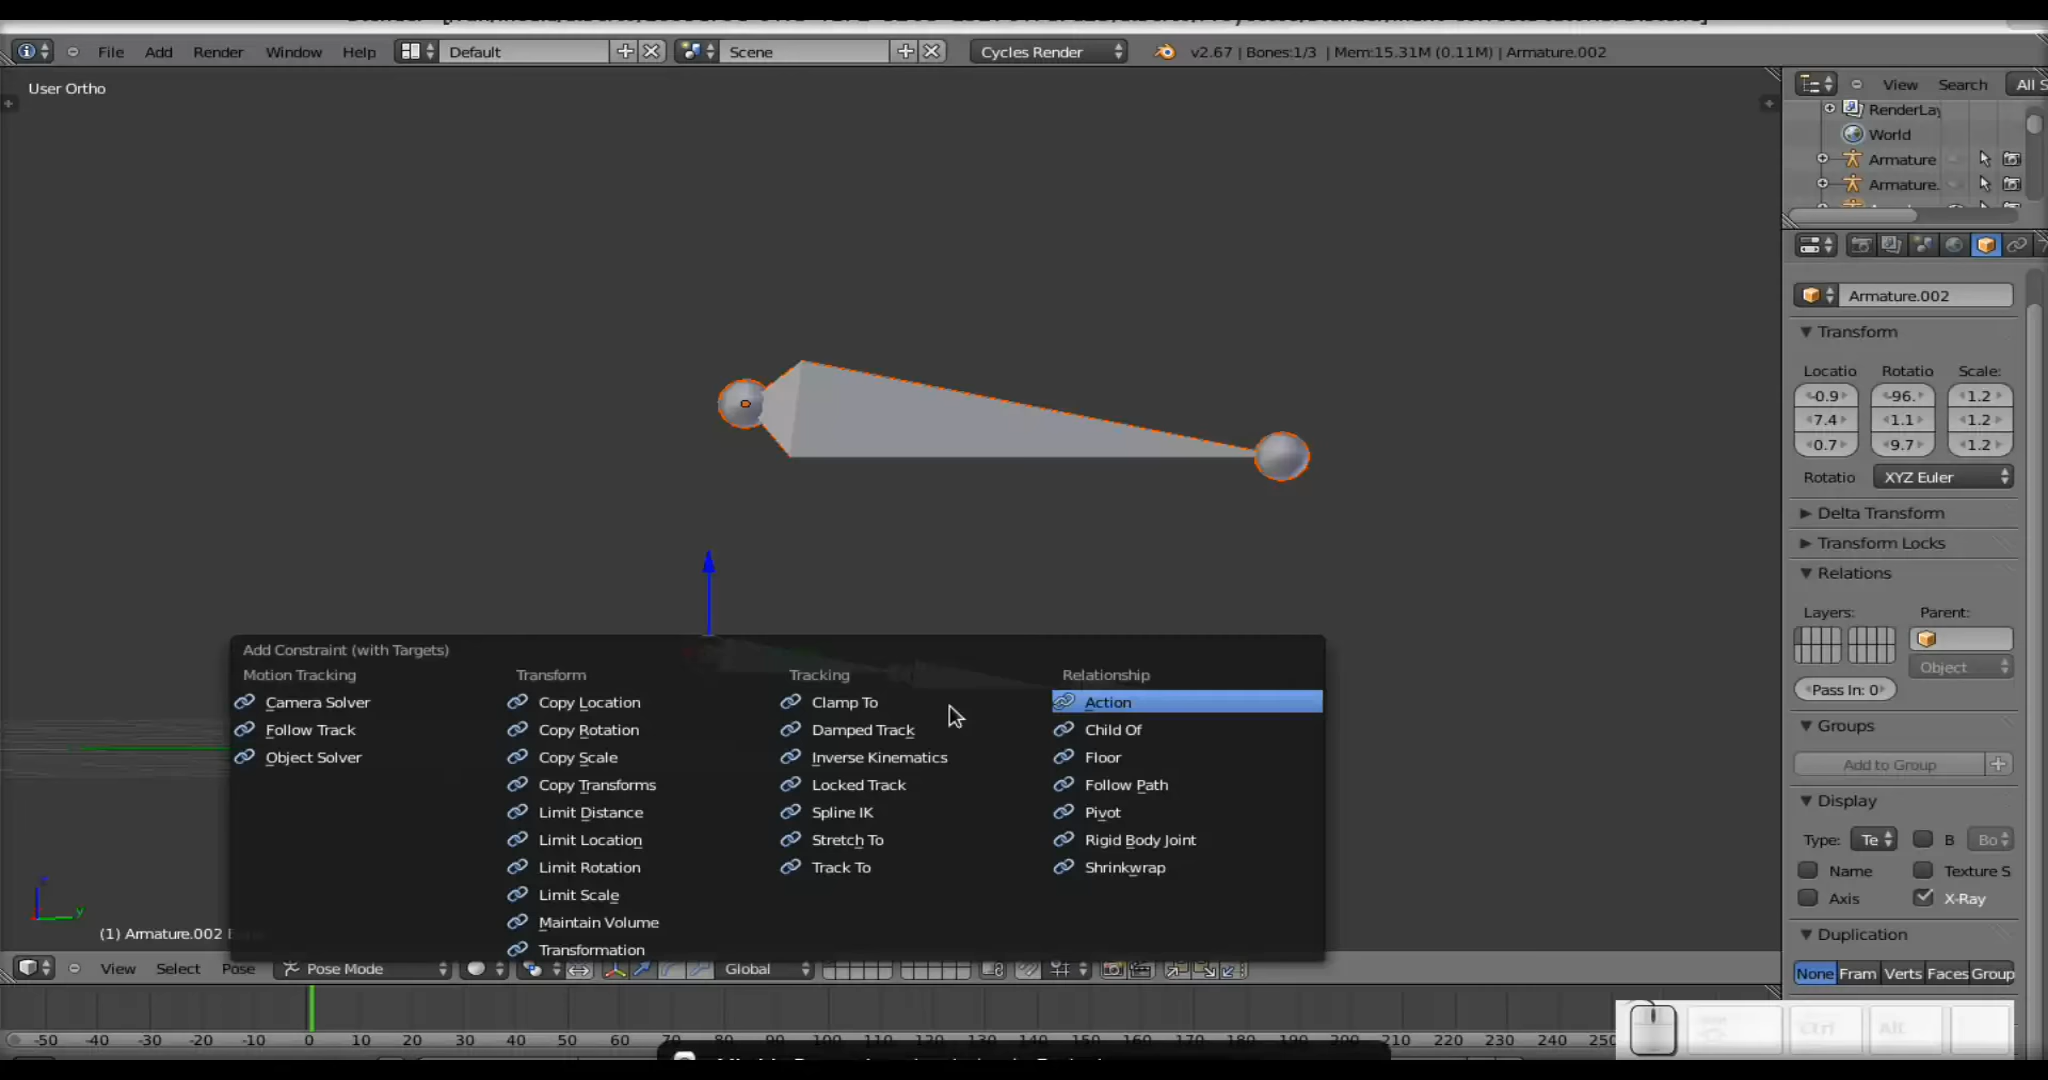 File Add Render Window Help Default Scene Cycles Render v2.67 | Bones:1/3 | Mem:15.31M (0.11M) | Armature.002
User Ortho
View Search All S
RenderLay
World
Armature
Armature.
Armature.002
Transform
Locatio Rotatio Scale:
-0.9 -96. 1.2
7.4 1.1 1.2
0.7 9.7 1.2
Rotatio XYZ Euler
Delta Transform
Transform Locks
Relations
Layers: Parent:
Object
Pass In: 0
Groups
Add to Group
Display
Type: Te B Bo
Name Texture S
Axis X-Ray
Duplication
None Fram Verts Faces Group
Add Constraint (with Targets)
Motion Tracking
Camera Solver
Follow Track
Object Solver
Transform
Copy Location
Copy Rotation
Copy Scale
Copy Transforms
Limit Distance
Limit Location
Limit Rotation
Limit Scale
Maintain Volume
Transformation
Tracking
Clamp To
Damped Track
Inverse Kinematics
Locked Track
Spline IK
Stretch To
Track To
Relationship
Action
Child Of
Floor
Follow Path
Pivot
Rigid Body Joint
Shrinkwrap
z
y
(1) Armature.002 B
View Select Pose Pose Mode Global
-50 -40 -30 -20 -10 0 10 20 30 40 50 60 70 80 90 100 110 120 130 140 150 160 170 180 190 200 210 220 230 240 250
Ctrl Alt